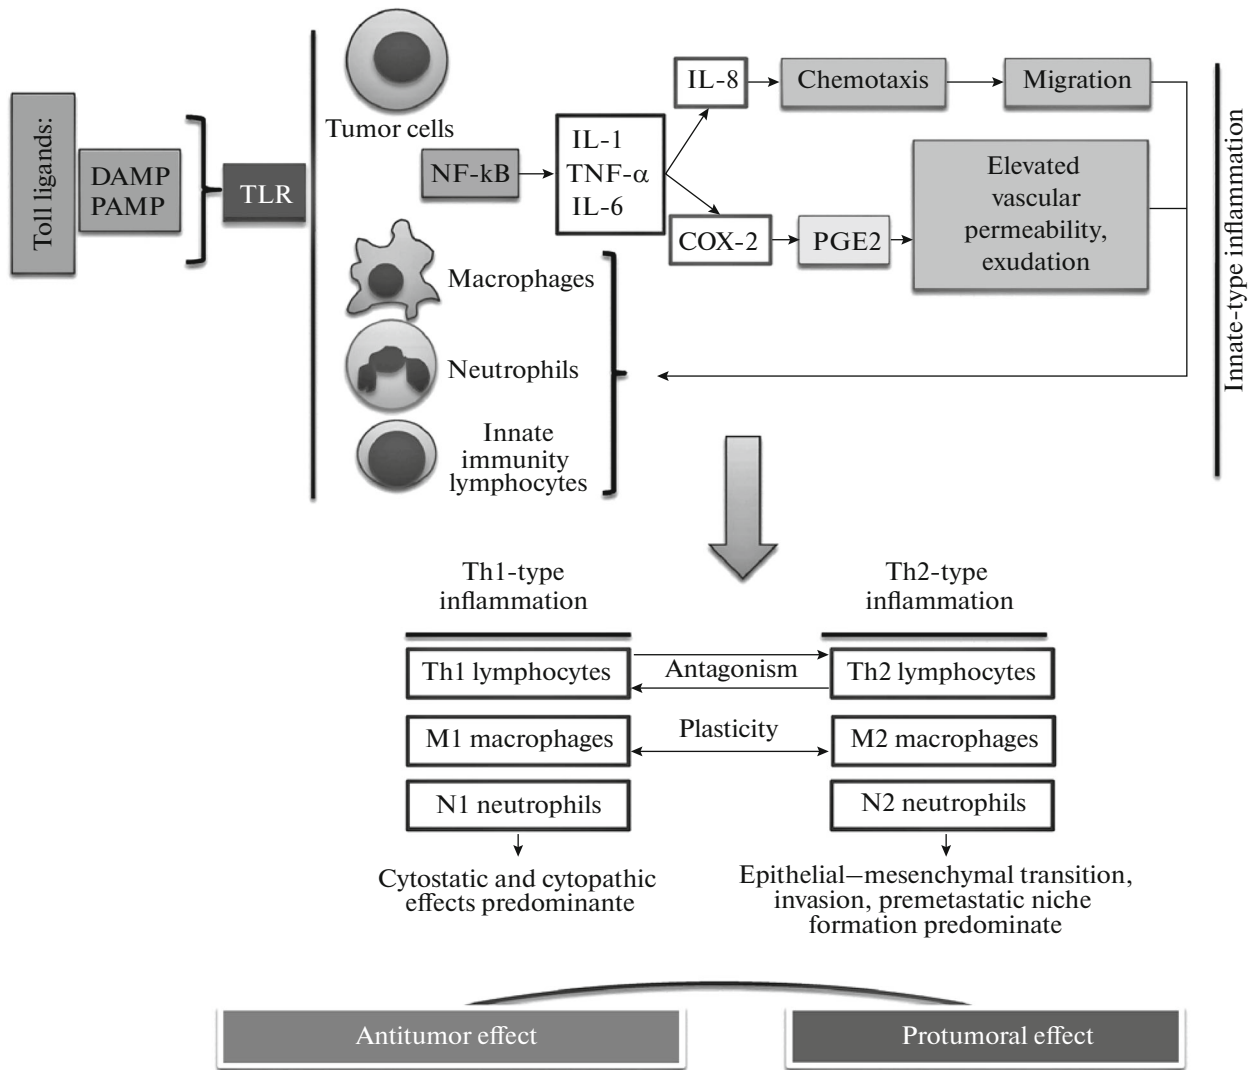 Toll ligands:
DAMP
PAMP
TLR
Tumor cells
NF-kB
IL-1
TNF-α
IL-6
IL-8
Chemotaxis
Migration
COX-2
PGE2
Elevated
vascular
permeability,
exudation
Innate-type inflammation
Macrophages
Neutrophils
Innate
immunity
lymphocytes
Th1-type
inflammation
Th2-type
inflammation
Th1 lymphocytes
Antagonism
Th2 lymphocytes
M1 macrophages
Plasticity
M2 macrophages
N1 neutrophils
N2 neutrophils
Cytostatic and cytopathic
effects predominante
Epithelial–mesenchymal transition,
invasion, premetastatic niche
formation predominate
Antitumor effect
Protumoral effect